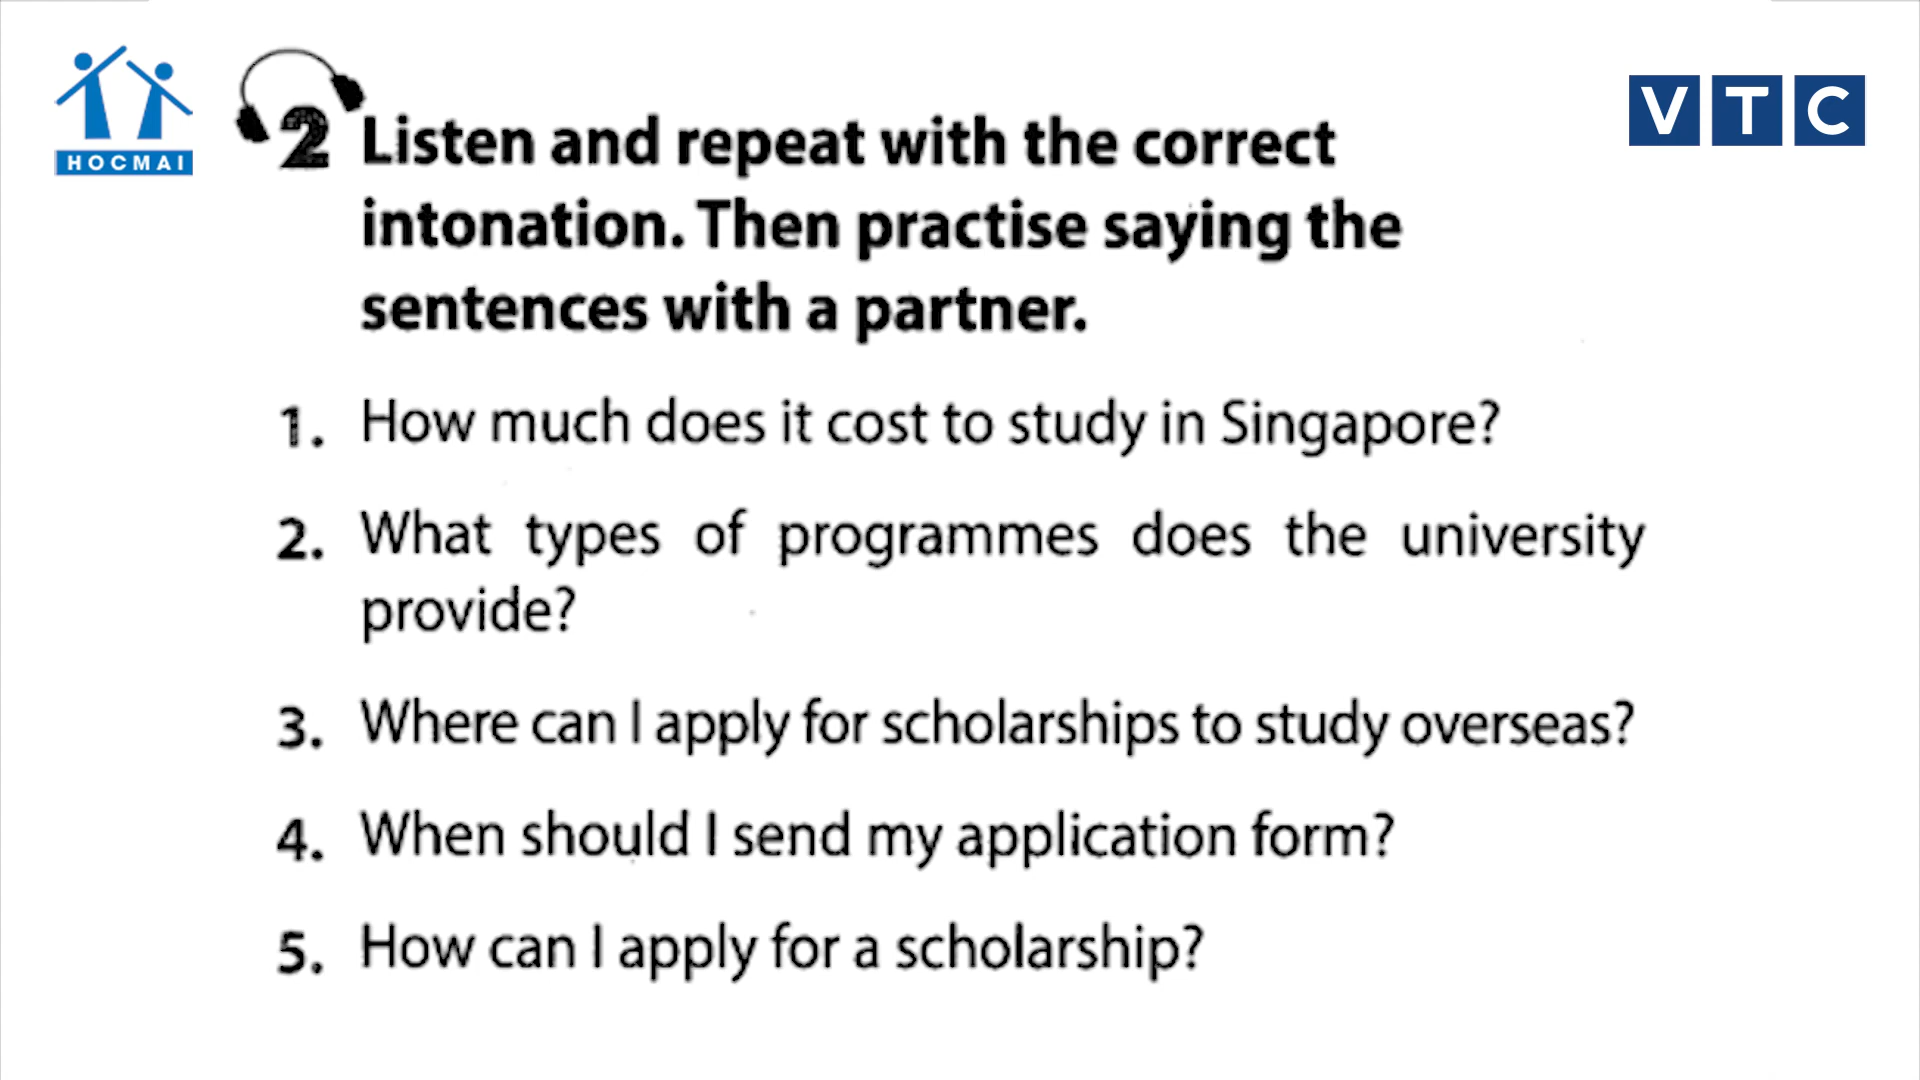 HOCMAI
VTC
2 Listen and repeat with the correct
intonation. Then practise saying the
sentences with a partner.
1. How much does it cost to study in Singapore?
2. What types of programmes does the university
provide?
3. Where can I apply for scholarships to study overseas?
4. When should I send my application form?
5. How can I apply for a scholarship?